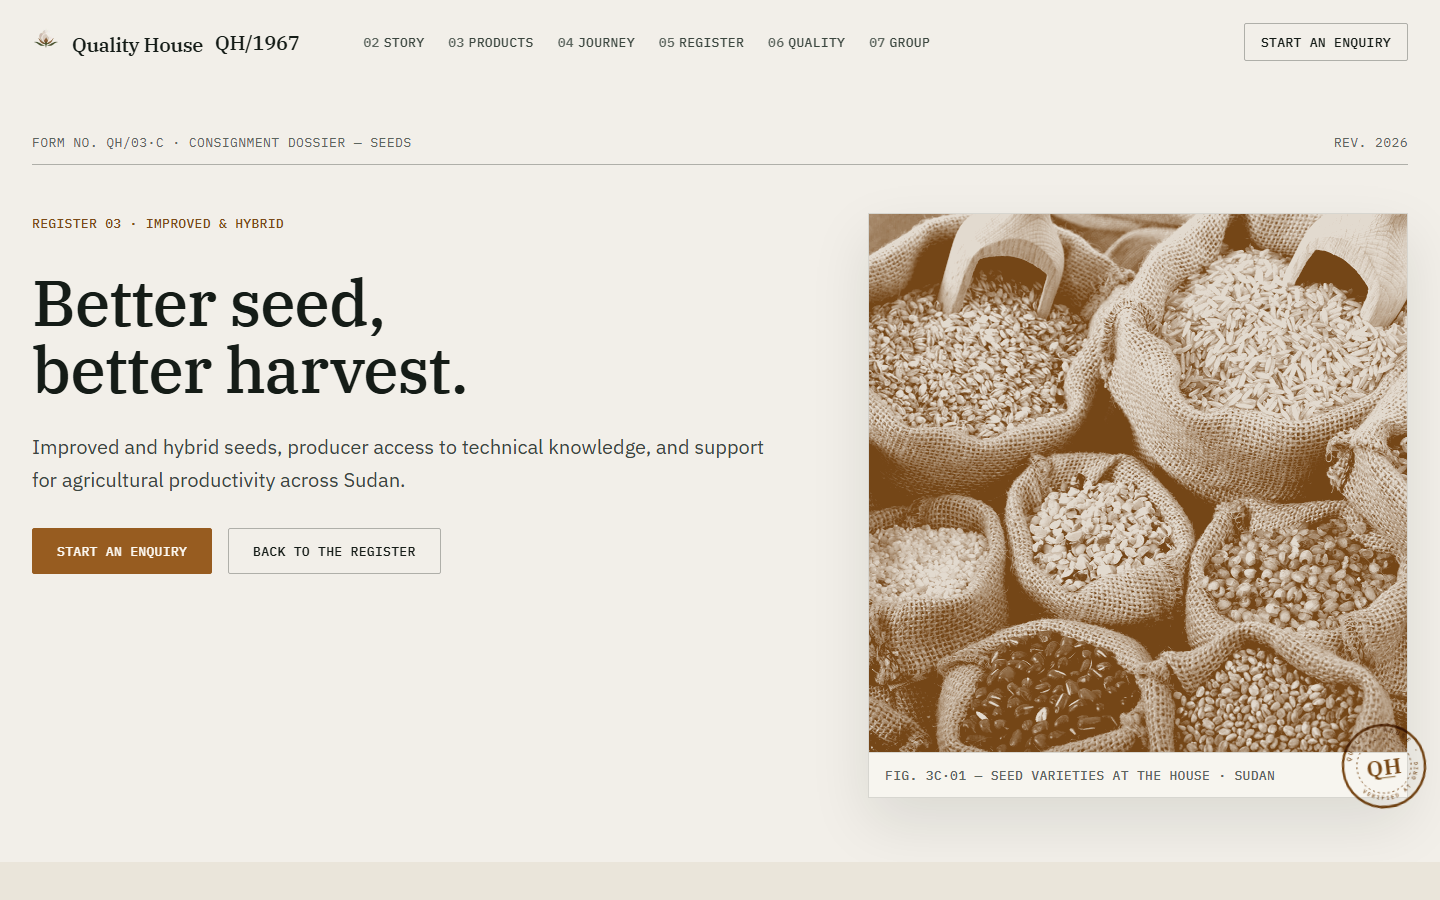 Quality House QH/1967
02 STORY 03 PRODUCTS 04 JOURNEY 05 REGISTER 06 QUALITY 07 GROUP
START AN ENQUIRY
FORM NO. QH/03·C · CONSIGNMENT DOSSIER — SEEDS
REV. 2026
REGISTER 03 · IMPROVED & HYBRID
Better seed,
better harvest.
Improved and hybrid seeds, producer access to technical knowledge, and support
for agricultural productivity across Sudan.
START AN ENQUIRY
BACK TO THE REGISTER
FIG. 3C·01 — SEED VARIETIES AT THE HOUSE · SUDAN
QH